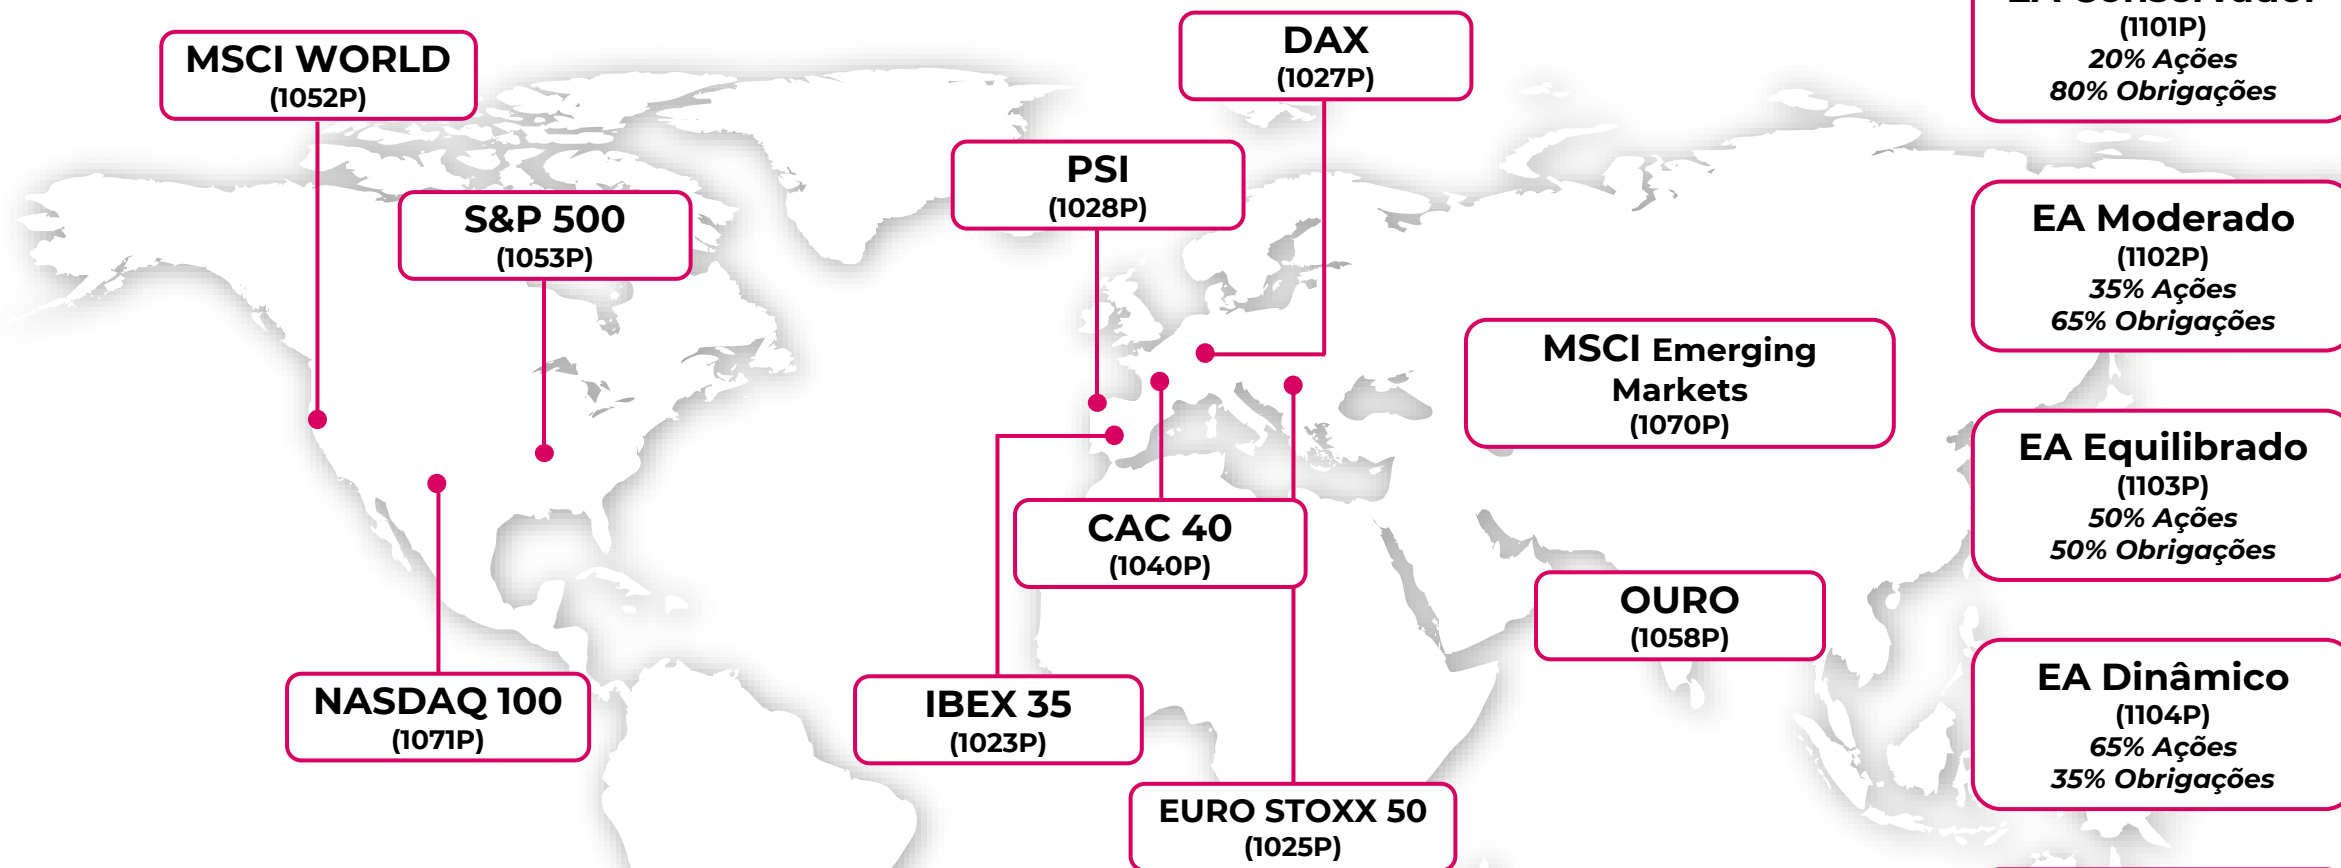 MSCI WORLD
(1052P)
S&P 500
(1053P)
NASDAQ 100
(1071P)
DAX
(1027P)
PSI
(1028P)
CAC 40
(1040P)
IBEX 35
(1023P)
EURO STOXX 50
(1025P)
MSCI Emerging
Markets
(1070P)
OURO
(1058P)
EA Conservador
(1101P)
20% Ações
80% Obrigações
EA Moderado
(1102P)
35% Ações
65% Obrigações
EA Equilibrado
(1103P)
50% Ações
50% Obrigações
EA Dinâmico
(1104P)
65% Ações
35% Obrigações